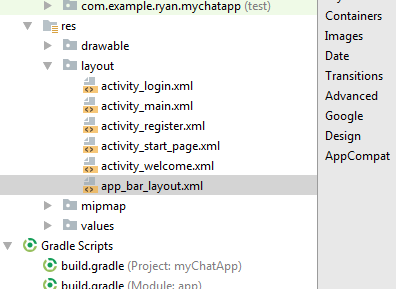 com.example.ryan.mychatapp (test)
res
drawable
layout
activity_login.xml
activity_main.xml
activity_register.xml
activity_start_page.xml
activity_welcome.xml
app_bar_layout.xml
mipmap
values
Gradle Scripts
build.gradle (Project: myChatApp)
build.gradle (Module: app)
Containers
Images
Date
Transitions
Advanced
Google
Design
AppCompat